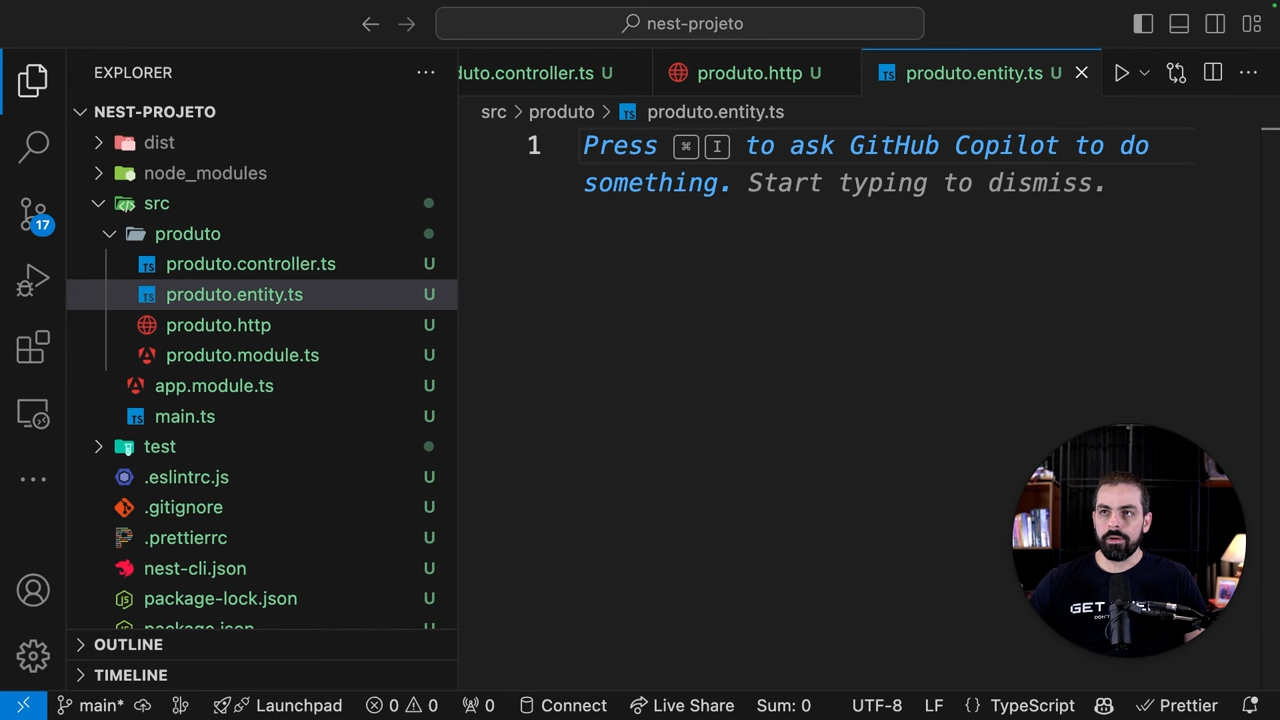 nest-projeto
EXPLORER
NEST-PROJETO
dist
node_modules
src
produto
produto.controller.ts U
produto.entity.ts U
produto.http U
produto.module.ts U
app.module.ts U
main.ts U
test
.eslintrc.js U
.gitignore U
.prettierrc U
nest-cli.json U
package-lock.json U
package.json U
OUTLINE
TIMELINE
17
duto.controller.ts U
produto.http U
produto.entity.ts U
src > produto > TS produto.entity.ts
1
Press ⌘ I to ask GitHub Copilot to do
something. Start typing to dismiss.
main* Launchpad 0 0 0 Connect Live Share Sum: 0 UTF-8 LF {} TypeScript Prettier